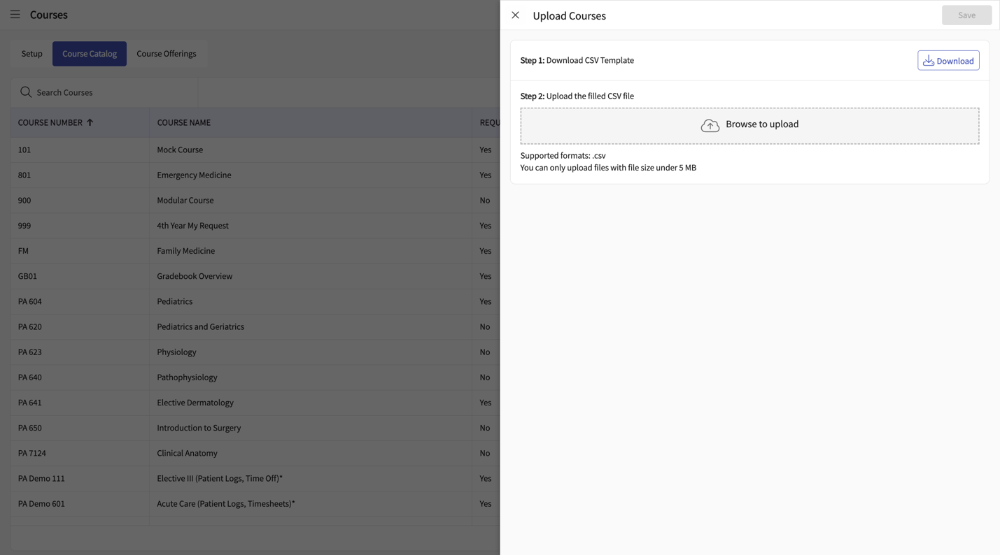 Courses
Setup
Course Catalog
Course Offerings
Search Courses
COURSE NUMBER COURSE NAME REQU
101 Mock Course Yes
801 Emergency Medicine Yes
900 Modular Course No
999 4th Year My Request Yes
FM Family Medicine Yes
GB01 Gradebook Overview Yes
PA 604 Pediatrics Yes
PA 620 Pediatrics and Geriatrics No
PA 623 Physiology No
PA 640 Pathophysiology No
PA 641 Elective Dermatology Yes
PA 650 Introduction to Surgery No
PA 7124 Clinical Anatomy No
PA Demo 111 Elective III (Patient Logs, Time Off)* Yes
PA Demo 601 Acute Care (Patient Logs, Timesheets)* Yes
Upload Courses
Save
Step 1: Download CSV Template
Download
Step 2: Upload the filled CSV file
Browse to upload
Supported formats: .csv
You can only upload files with file size under 5 MB